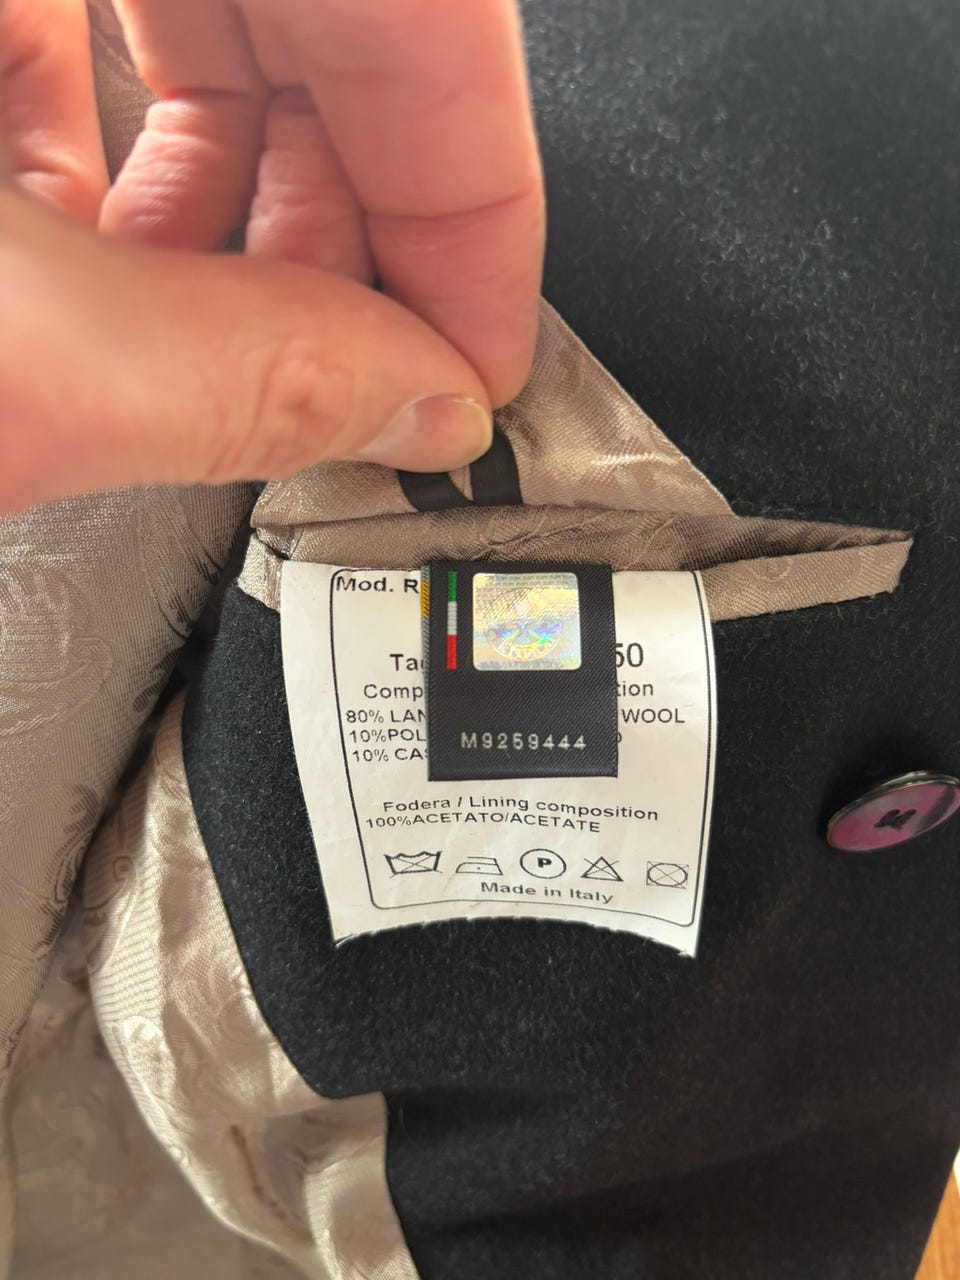 Mod. R
Ta 50
Comp tion
80% LAN WOOL
10%POL
10% CA
M9259444
Fodera / Lining composition
100%ACETATO/ACETATE
P
Made in Italy